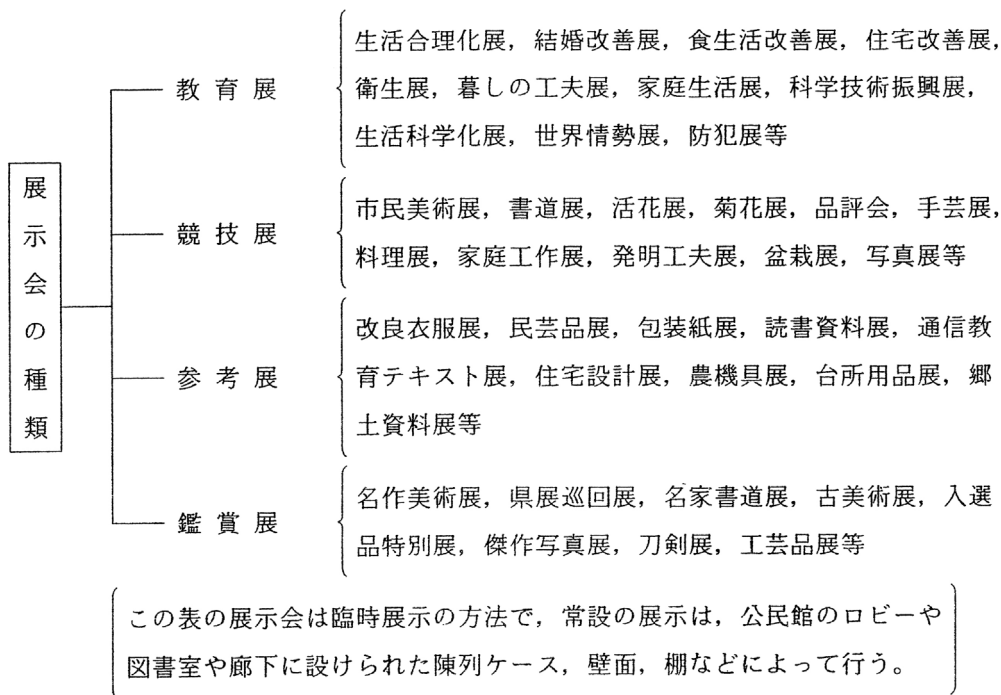 展示会の種類
教育展
生活合理化展，結婚改善展，食生活改善展，住宅改善展，
衛生展，暮しの工夫展，家庭生活展，科学技術振興展，
生活科学化展，世界情勢展，防犯展等
競技展
市民美術展，書道展，活花展，菊花展，品評会，手芸展，
料理展，家庭工作展，発明工夫展，盆栽展，写真展等
参考展
改良衣服展，民芸品展，包装紙展，読書資料展，通信教
育テキスト展，住宅設計展，農機具展，台所用品展，郷
土資料展等
鑑賞展
名作美術展，県展巡回展，名家書道展，古美術展，入選
品特別展，傑作写真展，刀剣展，工芸品展等
この表の展示会は臨時展示の方法で，常設の展示は，公民館のロビーや
図書室や廊下に設けられた陳列ケース，壁面，棚などによって行う。